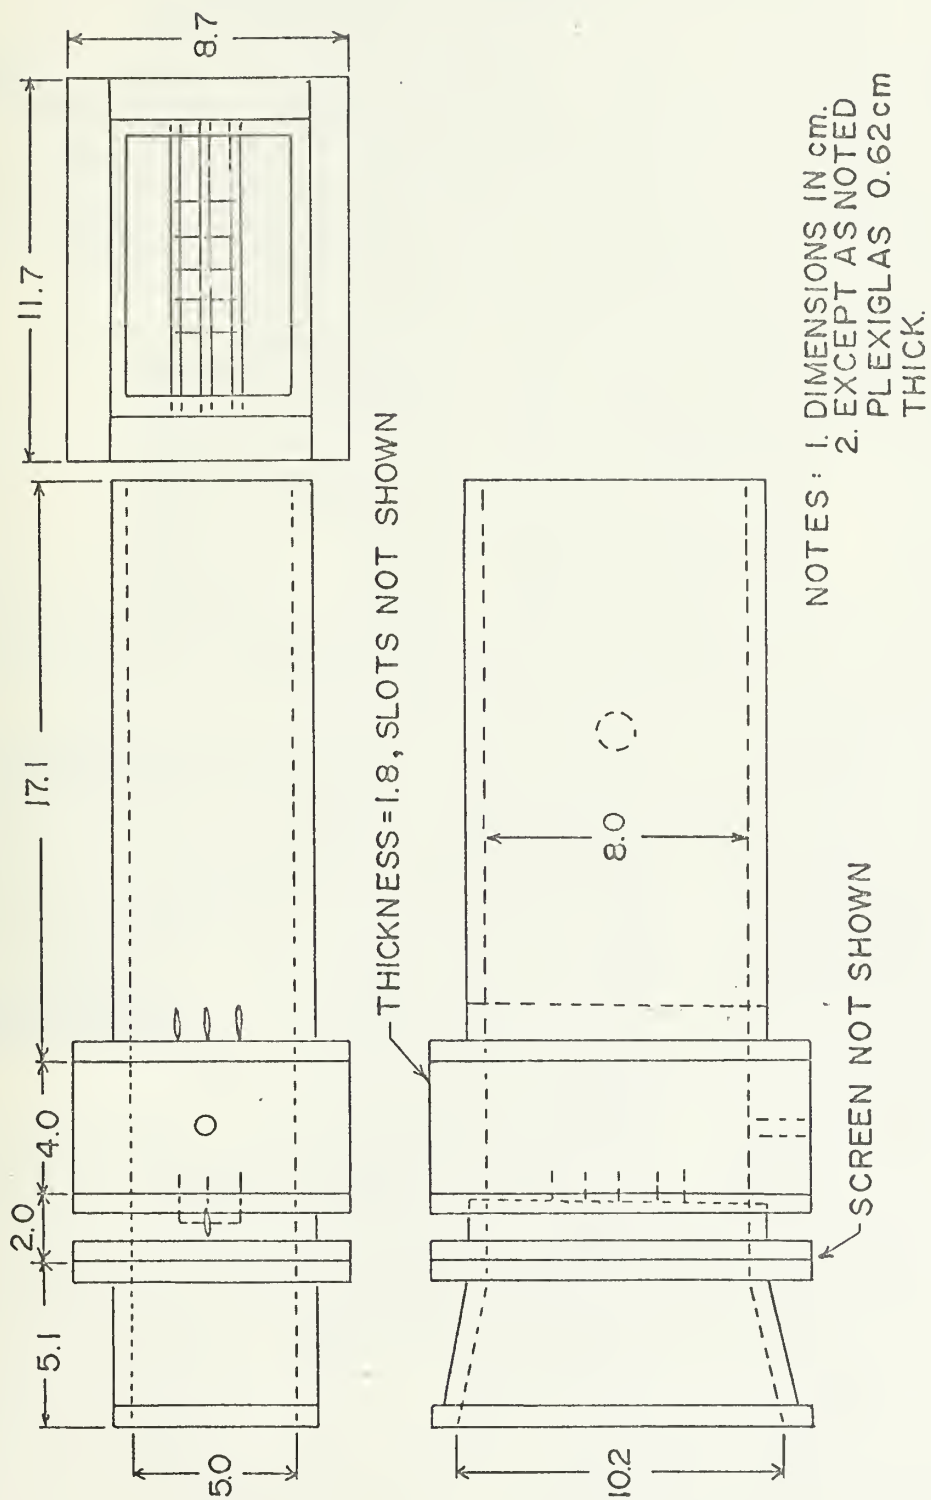 8.7
11.7
17.1
4.0
2.0
5.1
5.0
THICKNESS=1.8, SLOTS NOT SHOWN
8.0
10.2
SCREEN NOT SHOWN
NOTES: 1. DIMENSIONS IN cm.
2. EXCEPT AS NOTED
PLEXIGLAS 0.62cm
THICK.